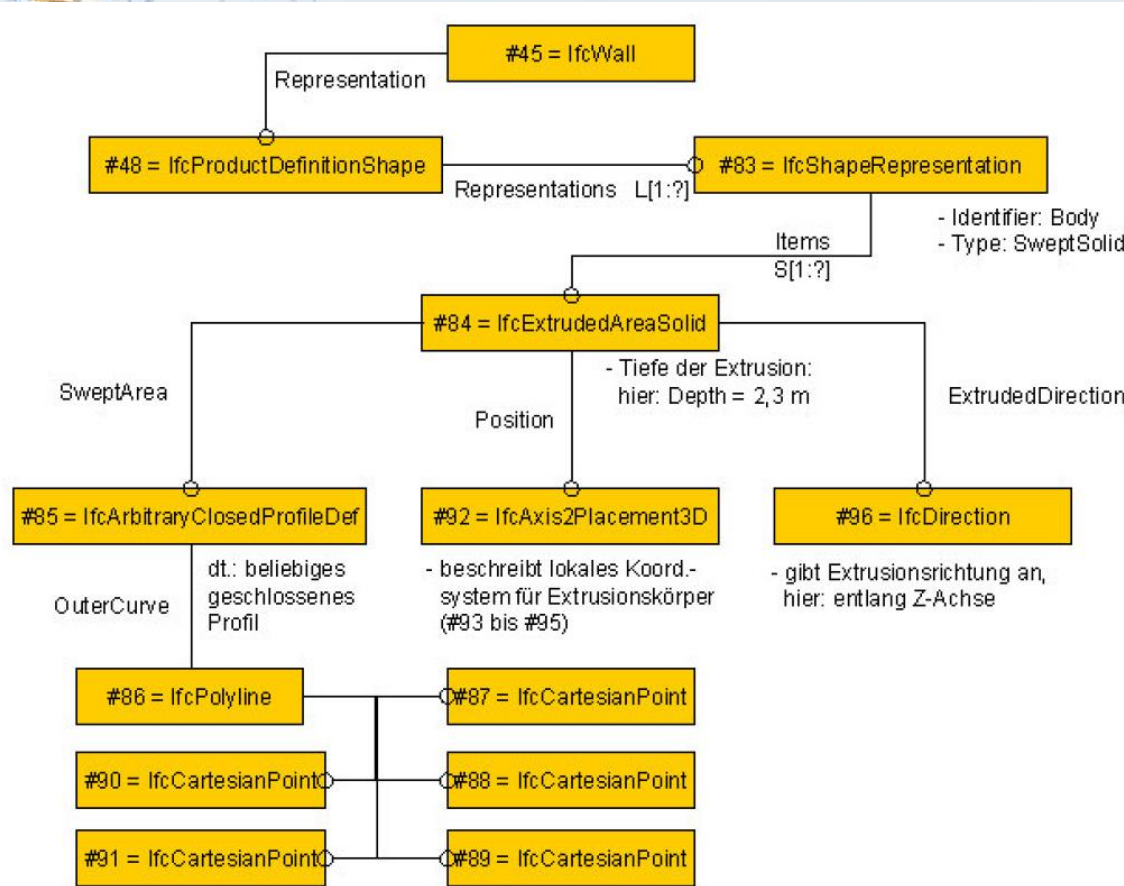 #45 = IfcWall
Representation
#48 = IfcProductDefinitionShape
#83 = IfcShapeRepresentation
Representations L[1:?]
- Identifier: Body
- Type: SweptSolid
Items
S[1:?]
#84 = IfcExtrudedAreaSolid
- Tiefe der Extrusion:
hier: Depth = 2,3 m
SweptArea
Position
ExtrudedDirection
#85 = IfcArbitraryClosedProfileDef
#92 = IfcAxis2Placement3D
#96 = IfcDirection
dt.: beliebiges
geschlossenes
Profil
OuterCurve
- beschreibt lokales Koord.-
system für Extrusionskörper
(#93 bis #95)
- gibt Extrusionsrichtung an,
hier: entlang Z-Achse
#86 = IfcPolyline
#87 = IfcCartesianPoint
#90 = IfcCartesianPoint
#88 = IfcCartesianPoint
#91 = IfcCartesianPoint
#89 = IfcCartesianPoint